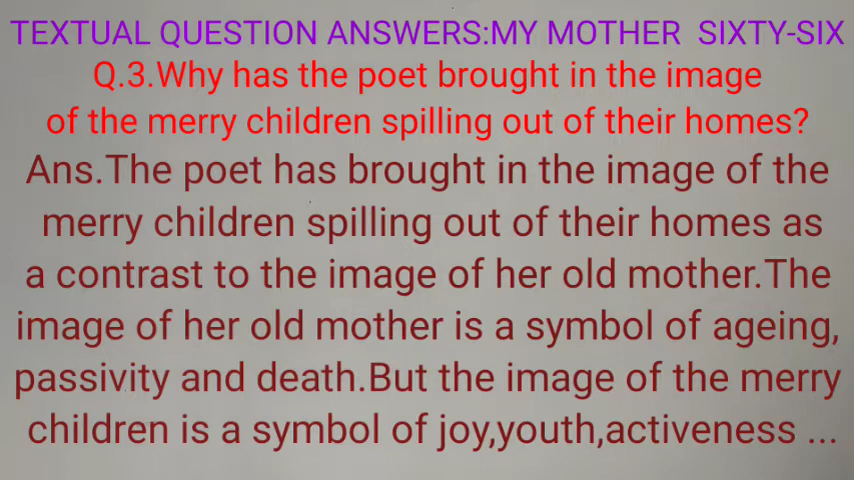 TEXTUAL QUESTION ANSWERS:MY MOTHER SIXTY-SIX
Q.3.Why has the poet brought in the image
of the merry children spilling out of their homes?
Ans.The poet has brought in the image of the
merry children spilling out of their homes as
a contrast to the image of her old mother.The
image of her old mother is a symbol of ageing,
passivity and death.But the image of the merry
children is a symbol of joy,youth,activeness ...